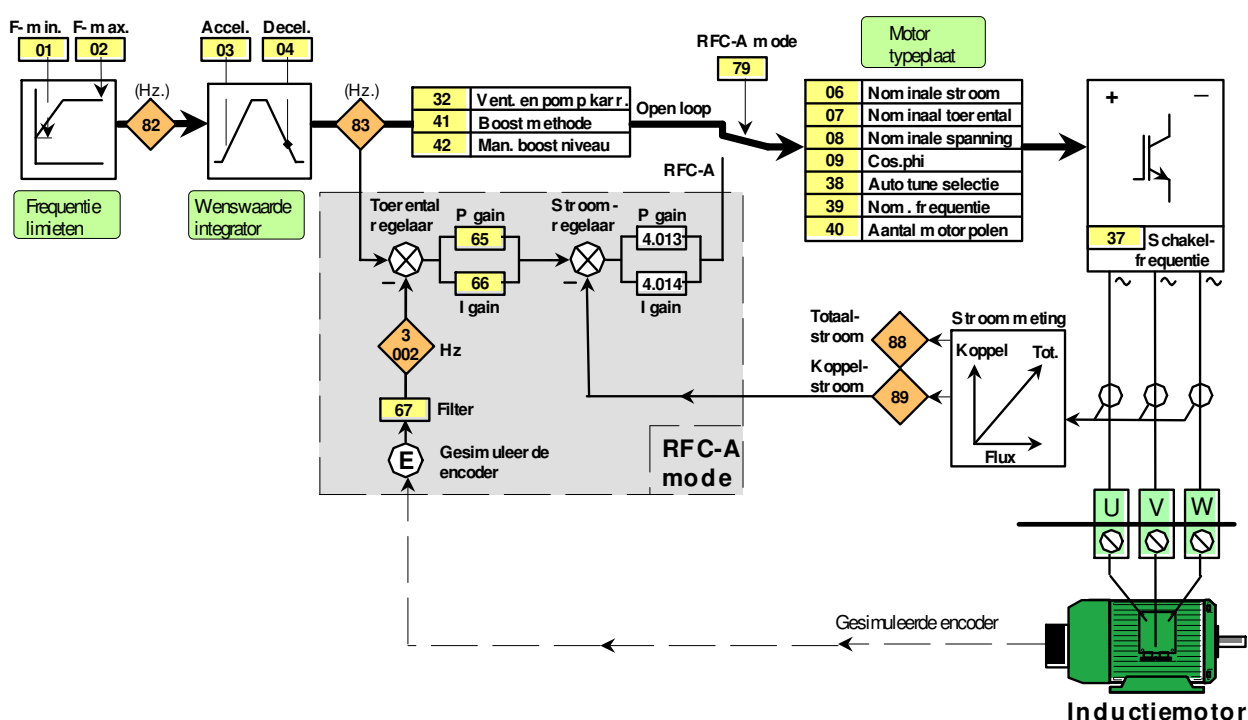 F-min. F-max.
01 02
Accel. Decel.
03 04
(Hz.)
82
(Hz.)
83
Frequentie
limieten
Wenswaarde
integrator
32 Vent. en pomp karr.
41 Boost methode
42 Man. boost niveau
Open loop
RFC-A mode
79
RFC-A
Motor
typeplaat
06 Nominale stroom
07 Nominaal toerental
08 Nominale spanning
09 Cos.phi
38 Autotune selectie
39 Nom. frequentie
40 Aantal motorpolen
+ –
37 Schakel-
frequentie
~ ~ ~
Toerental
regelaar
P gain
65
66
I gain
–
Stroom-
regelaar
P gain
4.013
4.014
I gain
–
3
002
Hz
67 Filter
E
Gesimuleerde
encoder
RFC-A
mode
Totaal-
stroom
88
Koppel-
stroom
89
Stroommeting
Koppel Tot.
Flux
U V W
Gesimuleerde encoder
Inductiemotor